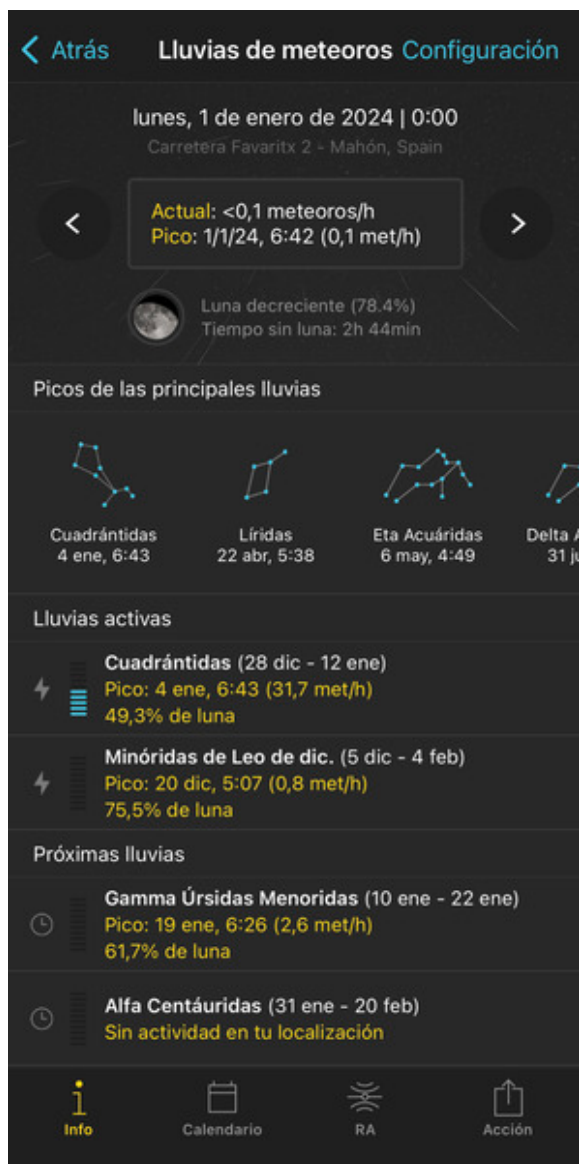 Atrás
Lluvias de meteoros
Configuración
lunes, 1 de enero de 2024 | 0:00
Carretera Favaritx 2 - Mahón, Spain
Actual: <0,1 meteoros/h
Pico: 1/1/24, 6:42 (0,1 met/h)
Luna decreciente (78.4%)
Tiempo sin luna: 2h 44min
Picos de las principales lluvias
Cuadrántidas
4 ene, 6:43
Líridas
22 abr, 5:38
Eta Acuáridas
6 may, 4:49
Delta A
31 ju
Lluvias activas
Cuadrántidas (28 dic - 12 ene)
Pico: 4 ene, 6:43 (31,7 met/h)
49,3% de luna
Minóridas de Leo de dic. (5 dic - 4 feb)
Pico: 20 dic, 5:07 (0,8 met/h)
75,5% de luna
Próximas lluvias
Gamma Úrsidas Menoridas (10 ene - 22 ene)
Pico: 19 ene, 6:26 (2,6 met/h)
61,7% de luna
Alfa Centáuridas (31 ene - 20 feb)
Sin actividad en tu localización
Info
Calendario
RA
Acción